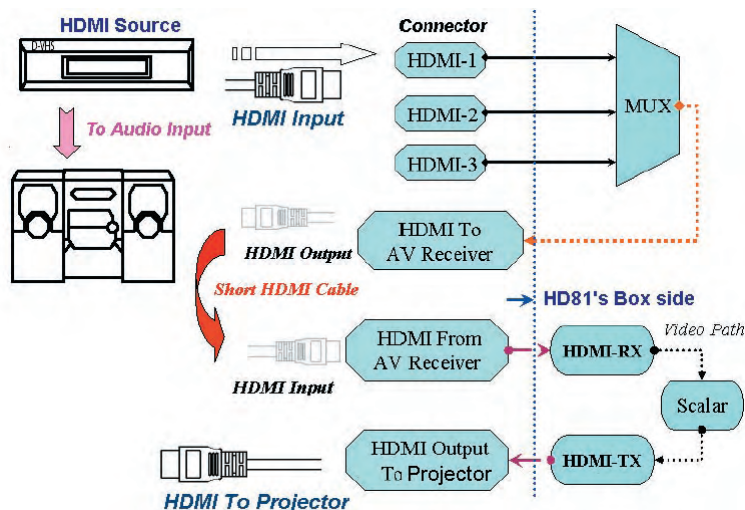 HDMI Source
Connector
D-VHS
HDMI-1
HDMI Input
MUX
To Audio Input
HDMI-2
HDMI-3
HDMI To
AV Receiver
HDMI Output
Short HDMI Cable
HD81's Box side
Video Path
HDMI From
AV Receiver
HDMI-RX
HDMI Input
Scalar
HDMI Output
To Projector
HDMI-TX
HDMI To Projector